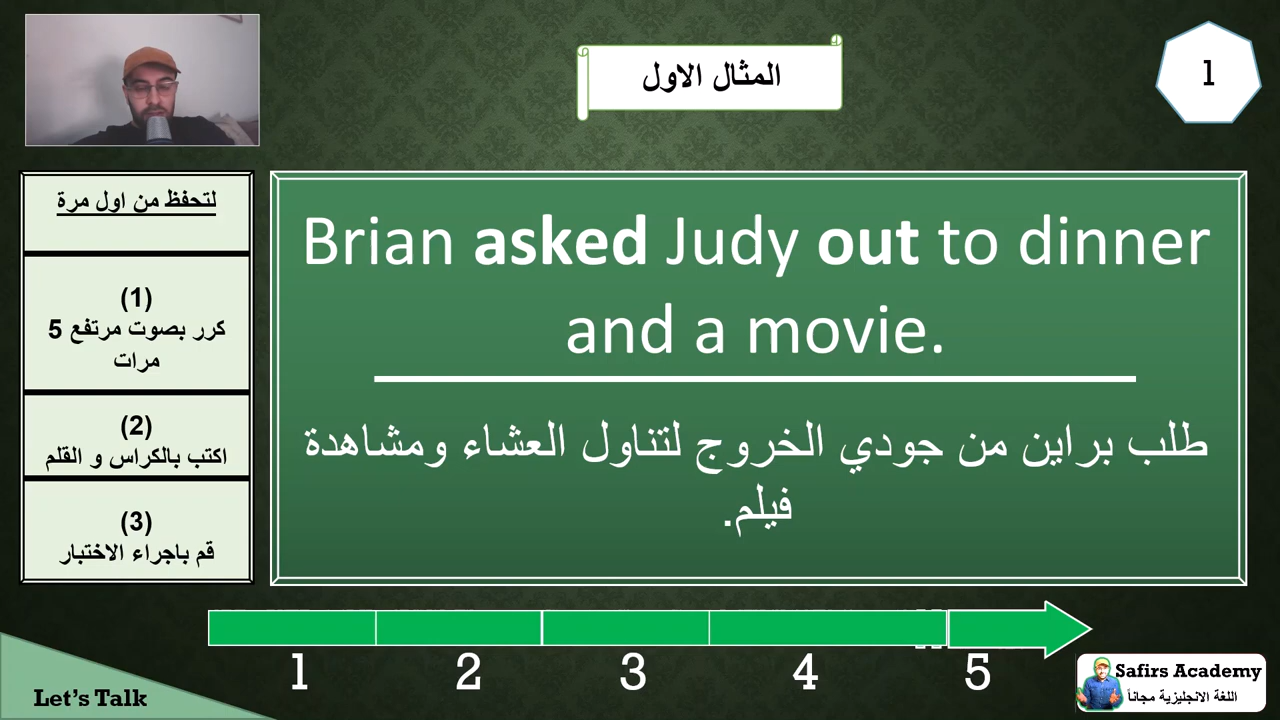 المثال الاول
1
لتحفظ من اول مرة
(1)
كرر بصوت مرتفع 5
مرات
(2)
اكتب بالكراس و القلم
(3)
قم باجراء الاختبار
Brian asked Judy out to dinner
and a movie.
طلب براين من جودي الخروج لتناول العشاء ومشاهدة
فيلم.
1 2 3 4 5
Let's Talk
Safirs Academy
اللغة الانجليزية مجاناً